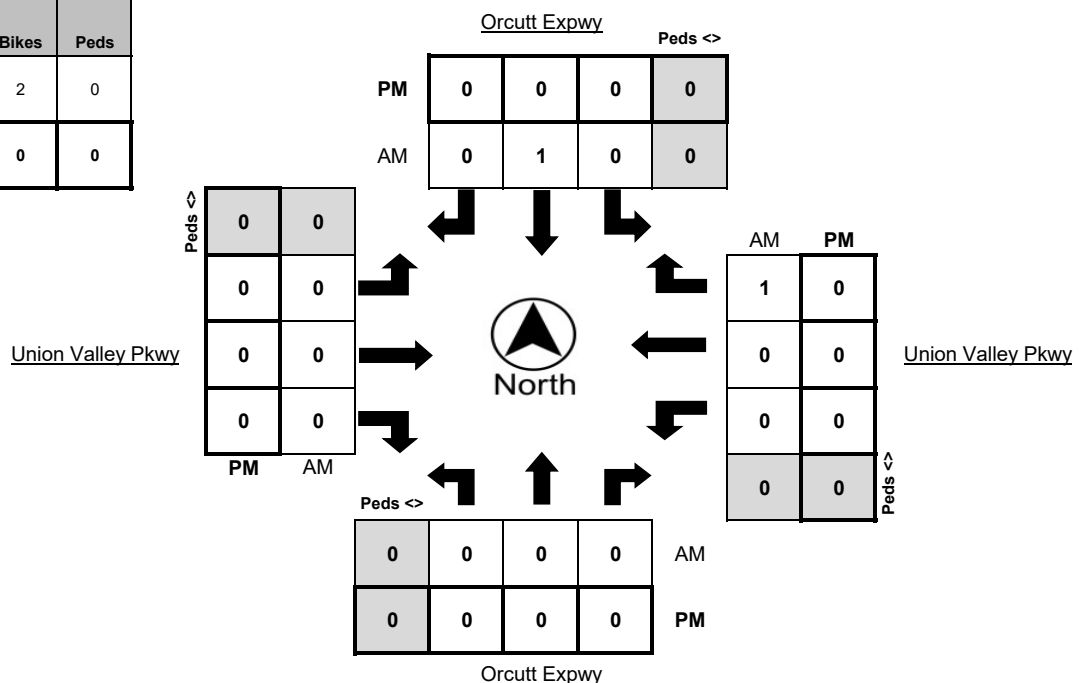 Orcutt Expwy
Bikes Peds
Peds <>
2 0
PM 0 0 0 0
AM 0 1 0 0
0 0
Peds <> 0 0
AM PM
0 0
1 0
Union Valley Pkwy 0 0
0 0 Union Valley Pkwy
North
0 0
0 0
PM AM
0 0 Peds <>
Peds <>
0 0 0 0 AM
0 0 0 0 PM
Orcutt Expwy